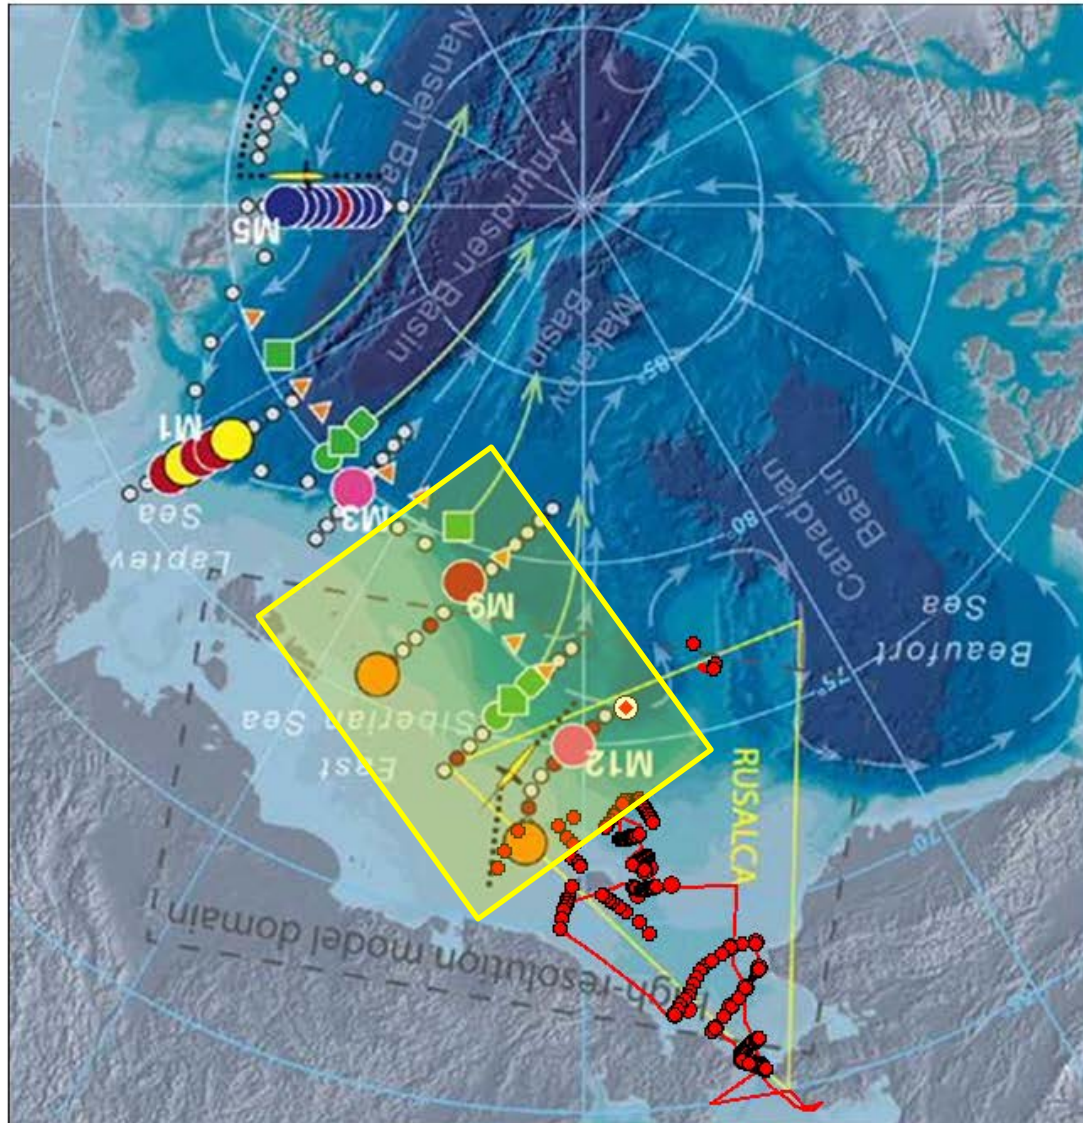 Nansen Basin
Amundsen
Basin
Makarov
Basin
85°
M5
M1
Laptev
Sea
M3
80
Canadian
Basin
Beaufort
Sea
M9
75°
East
Siberian Sea
M12
RUSALCA
70
high-resolution model domain